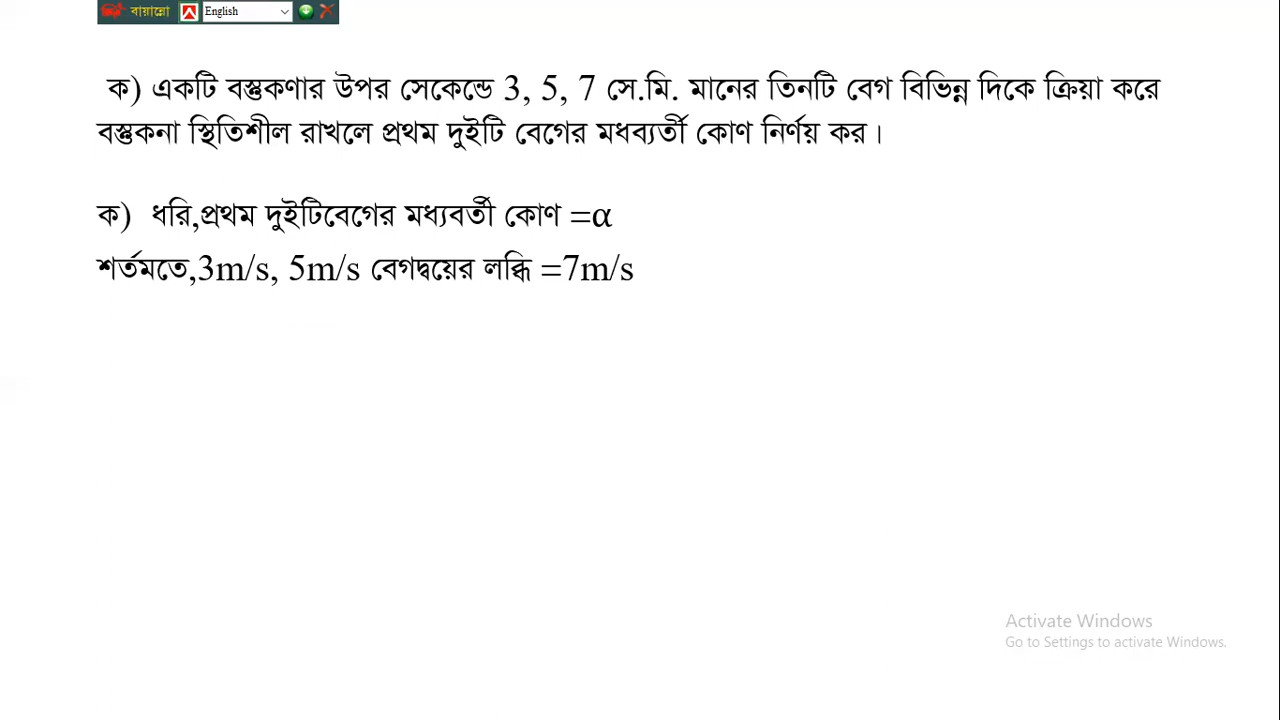 বায়ান্নো English
ক) একটি বস্তুকণার উপর সেকেন্ডে 3, 5, 7 সে.মি. মানের তিনটি বেগ বিভিন্ন দিকে ক্রিয়া করে
বস্তুকনা স্থিতিশীল রাখলে প্রথম দুইটি বেগের মধব্যর্তী কোণ নির্ণয় কর।
ক) ধরি,প্রথম দুইটিবেগের মধ্যবর্তী কোণ =α
শর্তমতে,3m/s, 5m/s বেগদ্বয়ের লব্ধি =7m/s
Activate Windows
Go to Settings to activate Windows.